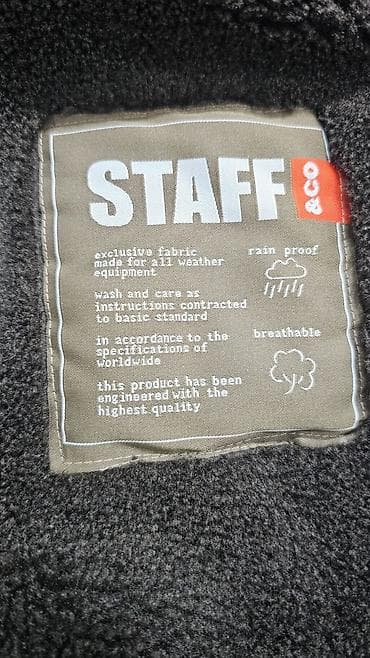 STAFF
&CO
exclusive fabric
made for all weather
equipment
rain proof
wash and care as
instructions contracted
to basic standard
in accordance to the
specifications of
worldwide
breathable
this product has been
engineered with the
highest quality